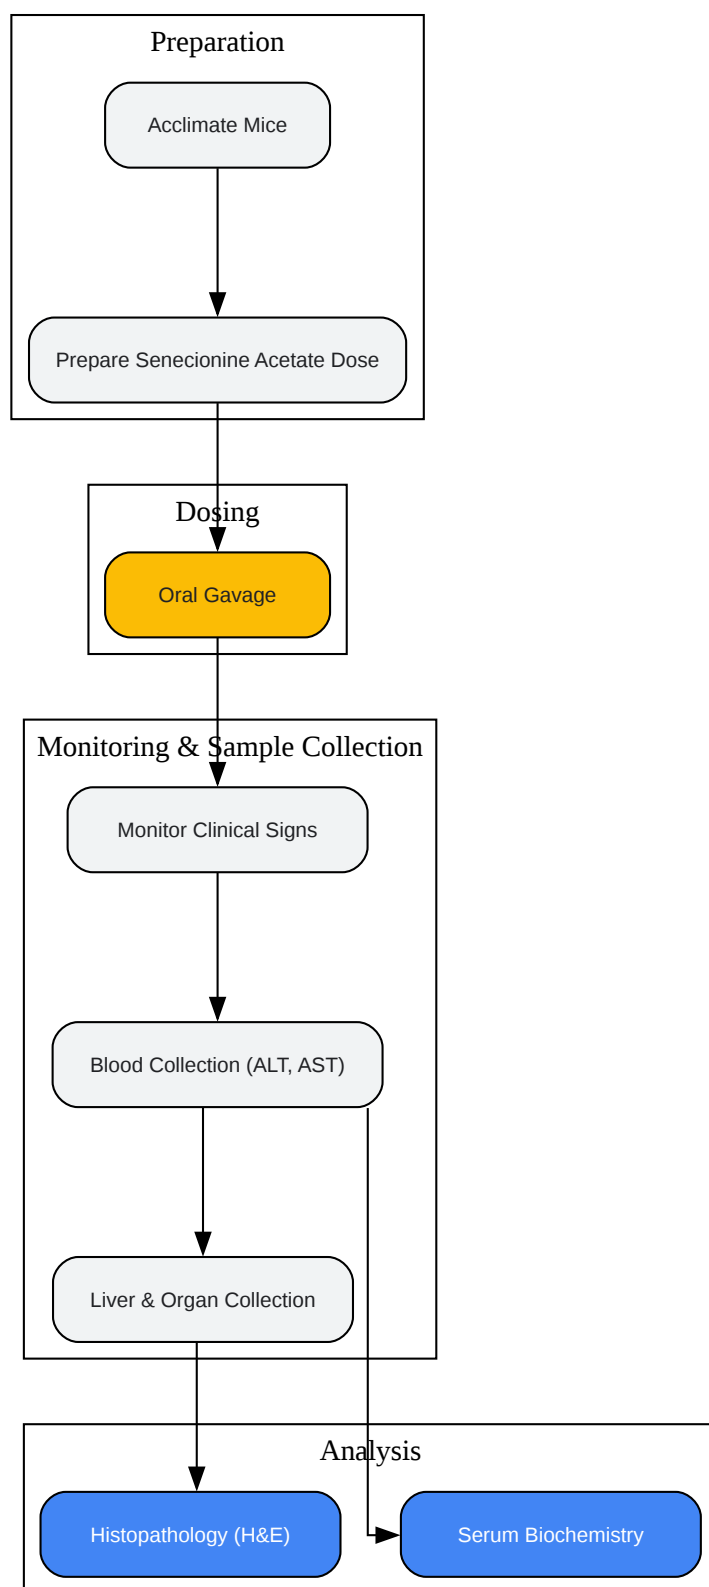 Preparation
Acclimate Mice
Prepare Senecionine Acetate Dose
Dosing
Oral Gavage
Monitoring & Sample Collection
Monitor Clinical Signs
Blood Collection (ALT, AST)
Liver & Organ Collection
Analysis
Histopathology (H&E)
Serum Biochemistry